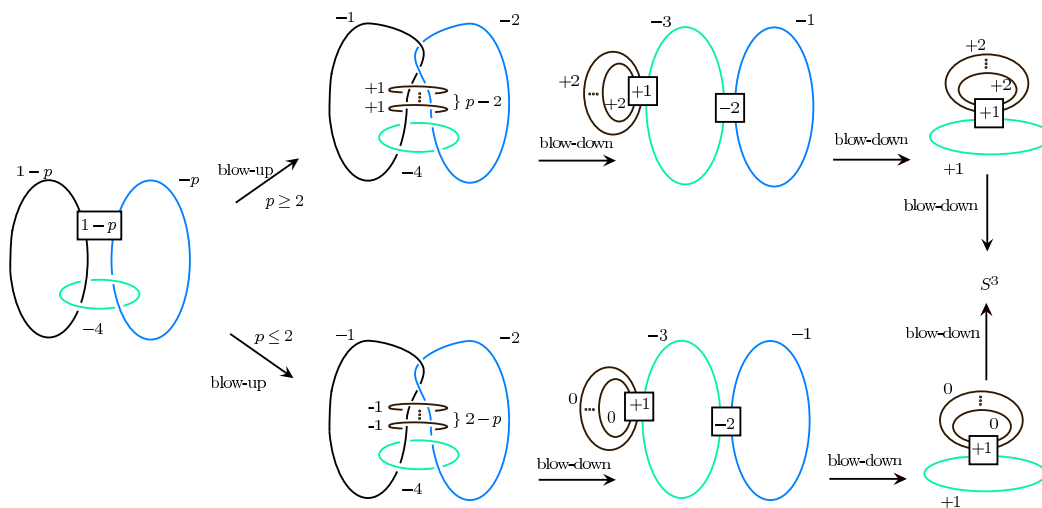 −1
−2
+1
+1
} p − 2
−4
blow-up
p ≥ 2
1 − p
−p
1 − p
−4
blow-down
+2
+2
+1
−3
−2
−1
blow-down
+2
+2
+1
+1
blow-down
S³
blow-down
p ≤ 2
blow-up
−1
−2
-1
-1
} 2 − p
−4
blow-down
0
0
+1
−3
−2
−1
blow-down
0
0
+1
+1